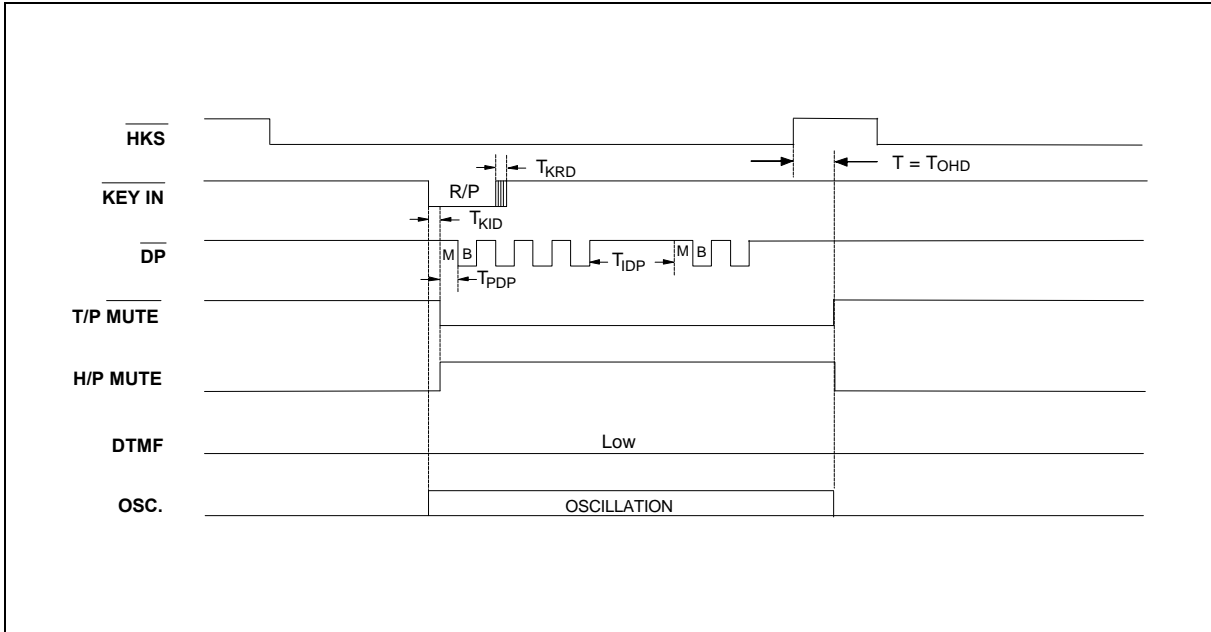 HKS
T = TOHD
TKRD
KEY IN
R/P
TKID
DP
M B
TIDP
M B
TPDP
T/P MUTE
H/P MUTE
DTMF
Low
OSC.
OSCILLATION